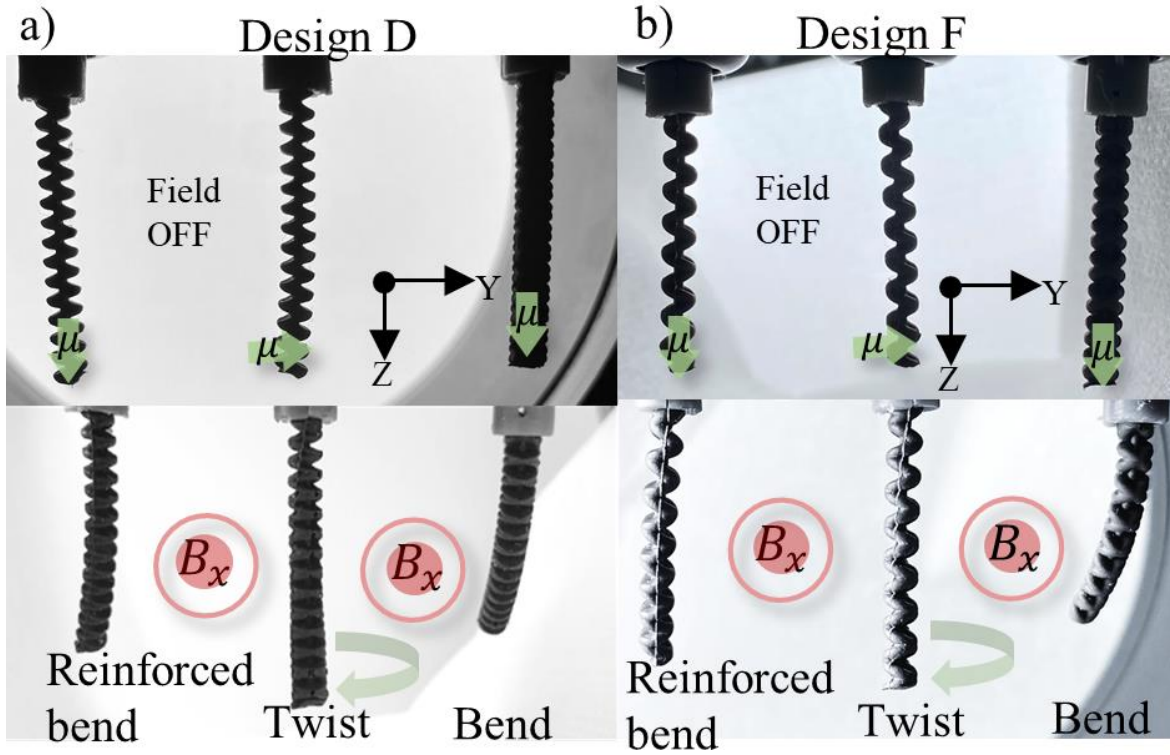 a)
Design D
Field
OFF
μ
μ
μ
Y
Z
b)
Design F
Field
OFF
μ
μ
μ
Y
Z
Bx
Bx
Reinforced
bend
Twist
Bend
Bx
Bx
Reinforced
bend
Twist
Bend